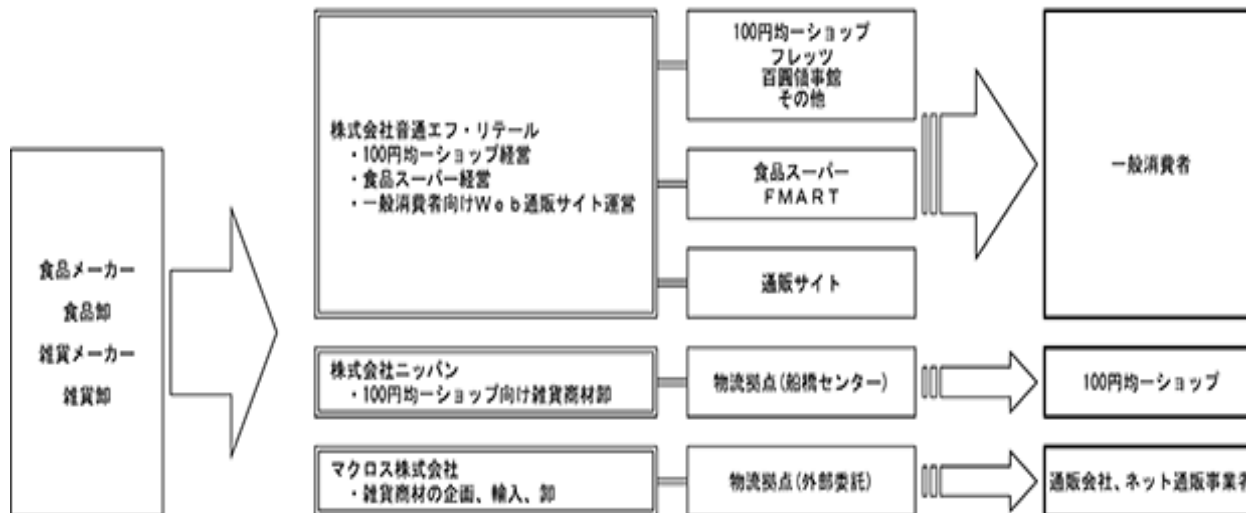 食品メーカー
食品卸
雑貨メーカー
雑貨卸
株式会社音通エフ・リテール
・100円均一ショップ経営
・食品スーパー経営
・一般消費者向けWeb通販サイト運営
100円均一ショップ
フレッツ
百圓領事館
その他
食品スーパー
FMART
通販サイト
一般消費者
株式会社ニッパン
・100円均一ショップ向け雑貨商材卸
物流拠点(船橋センター)
100円均一ショップ
マクロス株式会社
・雑貨商材の企画、輸入、卸
物流拠点(外部委託)
通販会社、ネット通販事業者